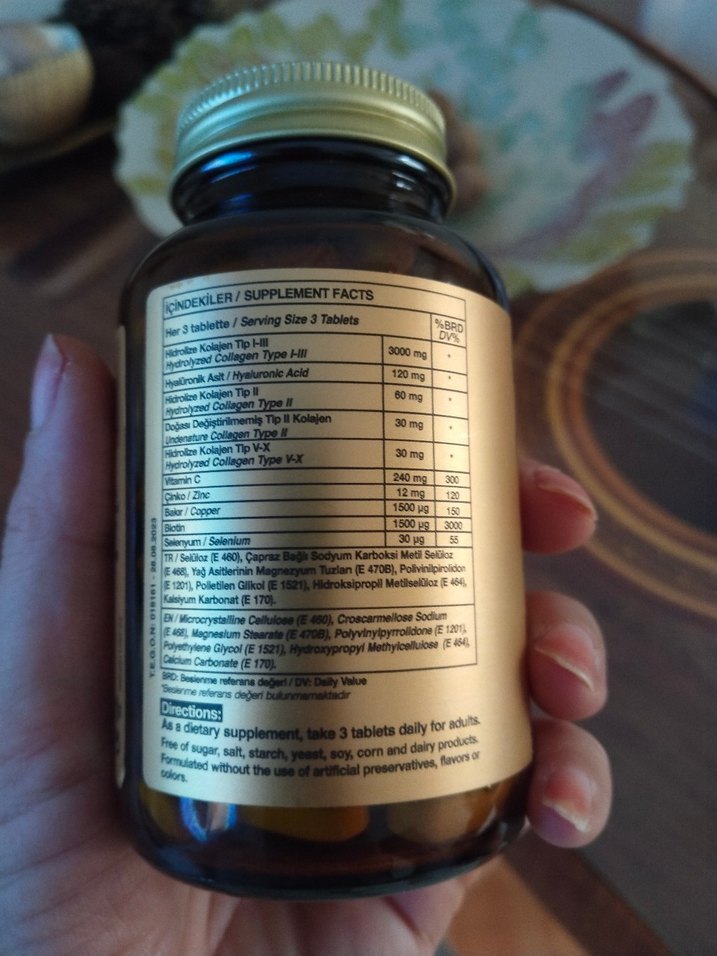 İÇİNDEKİLER / SUPPLEMENT FACTS
Her 3 tablette / Serving Size 3 Tablets %BRD DV%
Hidrolize Kolajen Tip I-III
Hydrolyzed Collagen Type I-III 3000 mg *
Hyalüronik Asit / Hyaluronic Acid 120 mg *
Hidrolize Kolajen Tip II
Hydrolyzed Collagen Type II 60 mg *
Doğası Değiştirilmemiş Tip II Kolajen
Undenature Collagen Type II 30 mg *
Hidrolize Kolajen Tip V-X
Hydrolyzed Collagen Type V-X 30 mg *
Vitamin C 240 mg 300
Çinko / Zinc 12 mg 120
Bakır / Copper 1500 µg 150
Biotin 1500 µg 3000
Selenyum / Selenium 30 µg 55
TR / Selüloz (E 460), Çapraz Bağlı Sodyum Karboksi Metil Selüloz
(E 468), Yağ Asitlerinin Magnezyum Tuzları (E 470B), Polivinilpirolidon
(E 1201), Polietilen Glikol (E 1521), Hidroksipropil Metilselüloz (E 464),
Kalsiyum Karbonat (E 170).
EN / Microcrystalline Cellulose (E 460), Croscarmellose Sodium
(E 468), Magnesium Stearate (E 470B), Polyvinylpyrrolidone (E 1201),
Polyethylene Glycol (E 1521), Hydroxypropyl Methylcellulose (E 464),
Calcium Carbonate (E 170).
BRD: Beslenme referans değeri / DV: Daily Value
*Beslenme referans değeri bulunmamaktadır
Directions:
As a dietary supplement, take 3 tablets daily for adults.
Free of sugar, salt, starch, yeast, soy, corn and dairy products.
Formulated without the use of artificial preservatives, flavors or
colors.